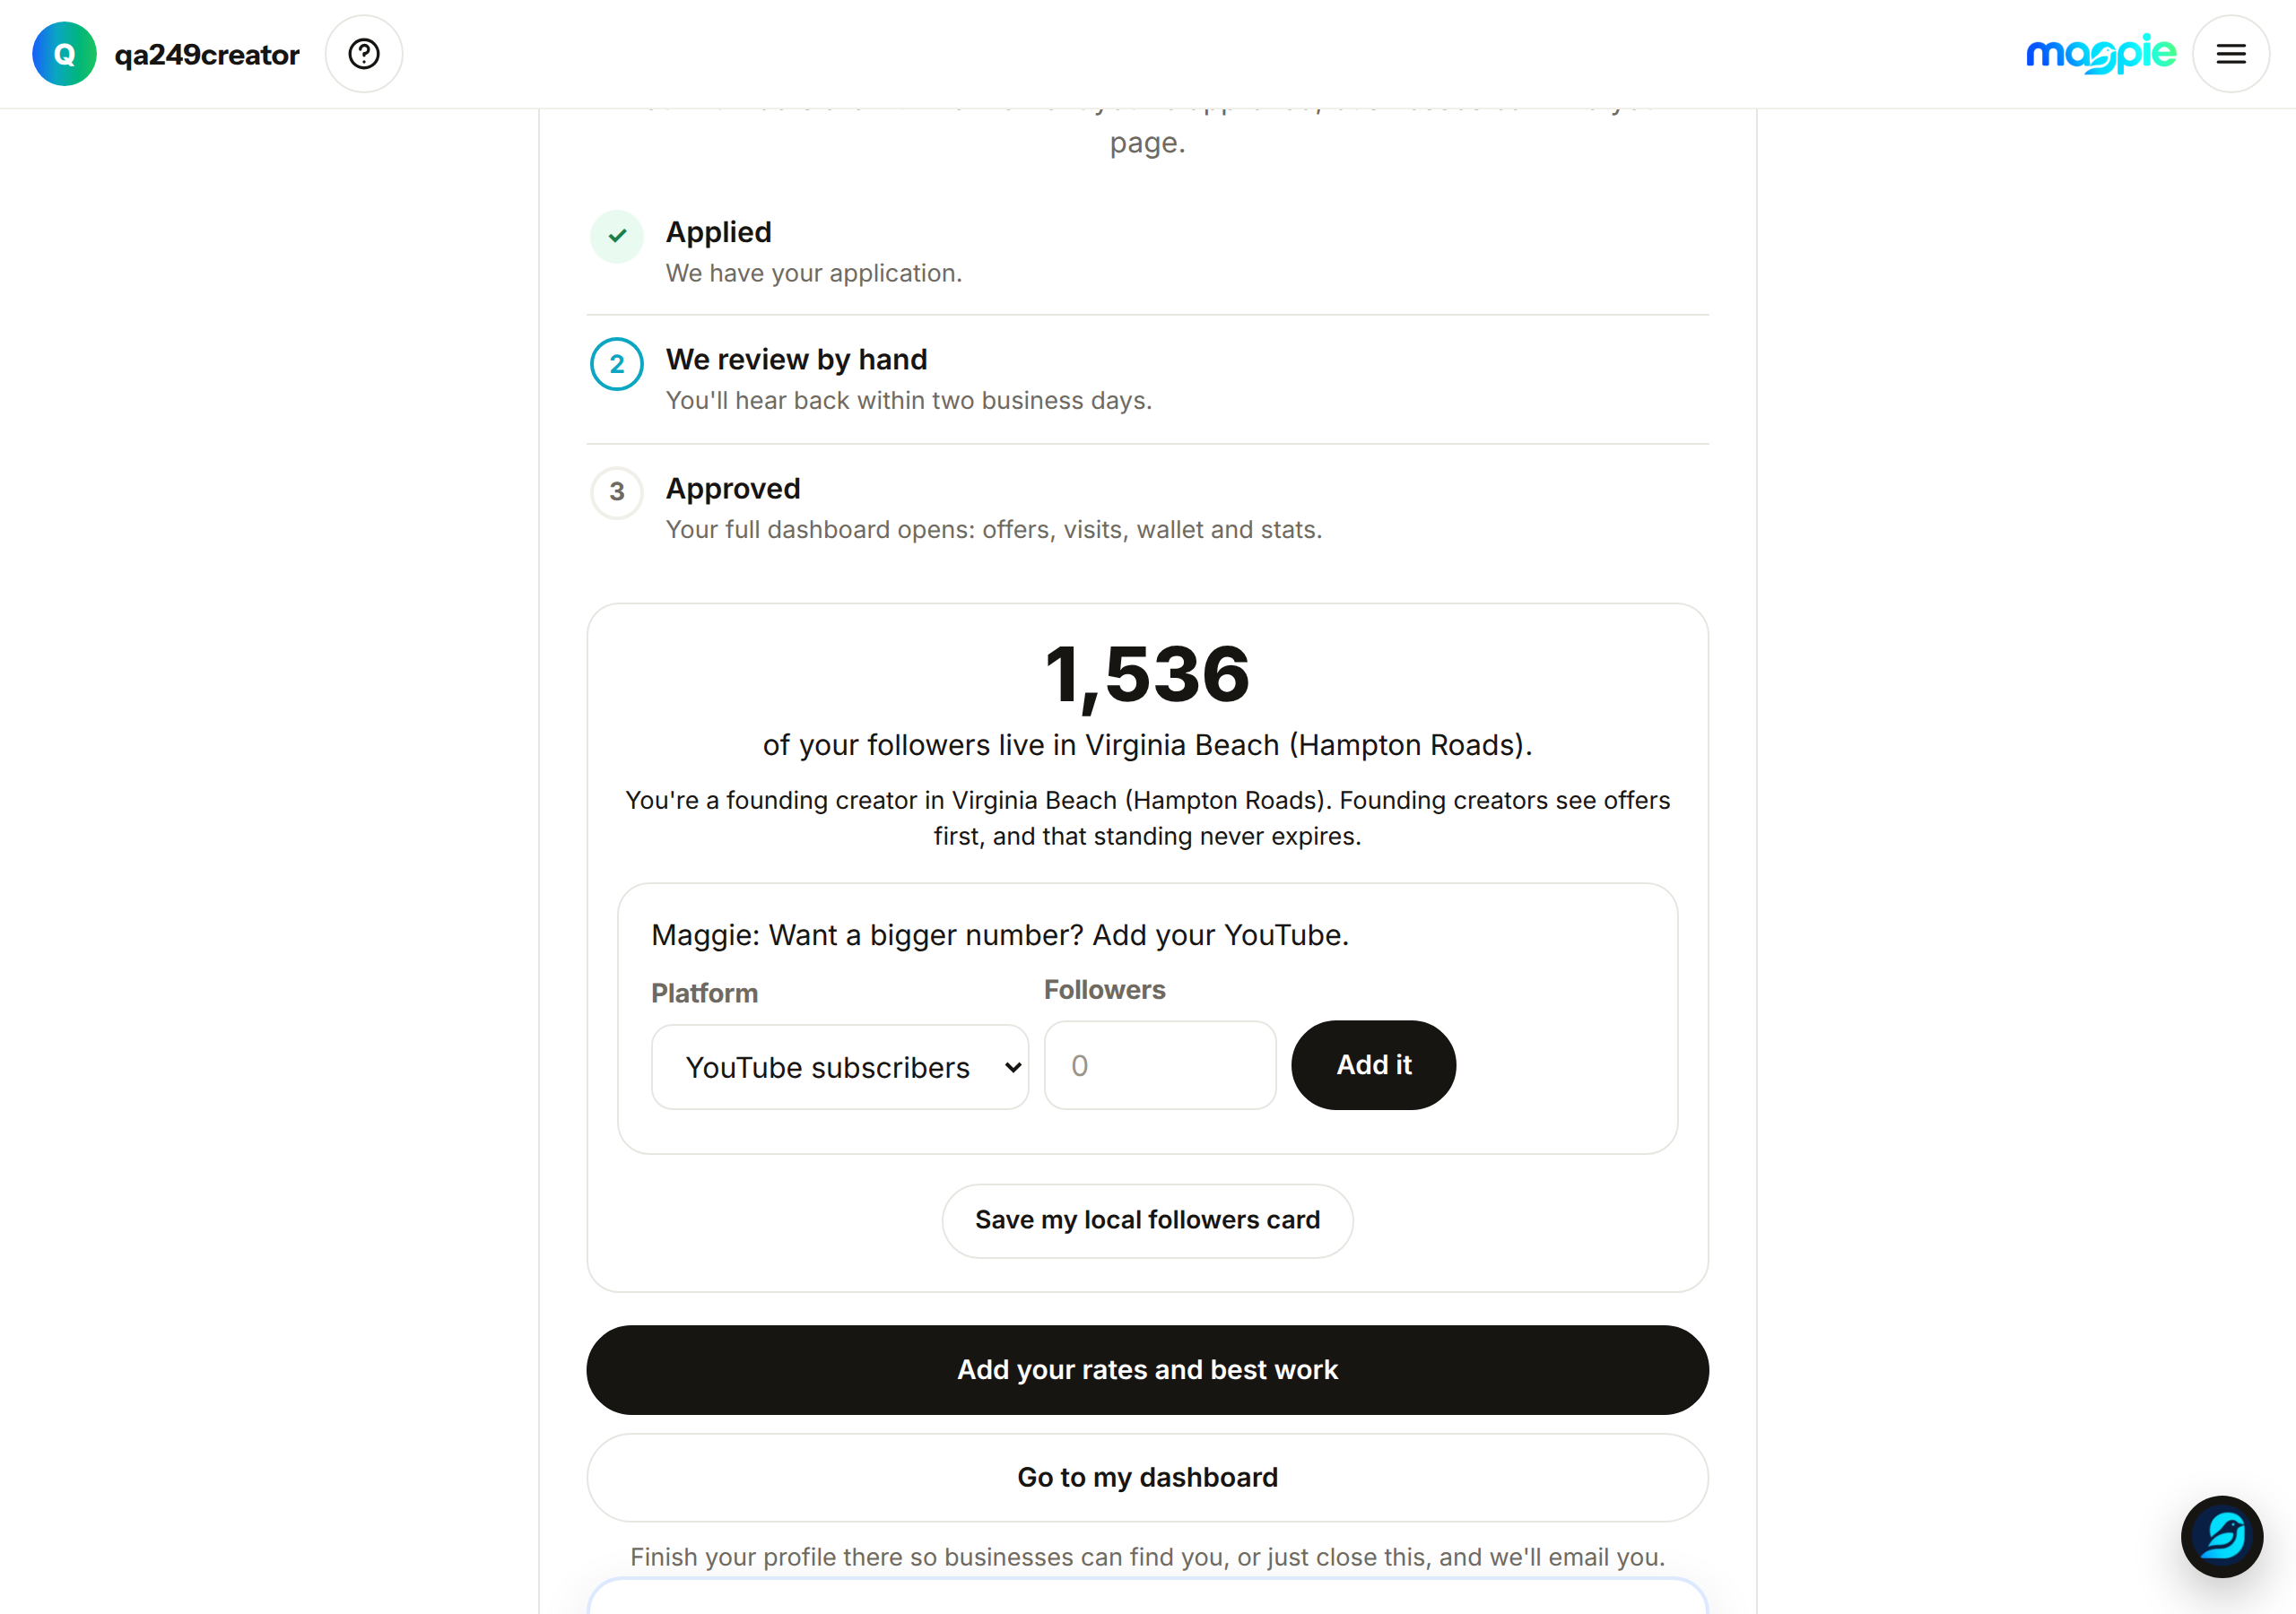 Q
qa249creator
magpie
page.
Applied
We have your application.
2
We review by hand
You'll hear back within two business days.
3
Approved
Your full dashboard opens: offers, visits, wallet and stats.
1,536
of your followers live in Virginia Beach (Hampton Roads).
You're a founding creator in Virginia Beach (Hampton Roads). Founding creators see offers
first, and that standing never expires.
Maggie: Want a bigger number? Add your YouTube.
Platform
Followers
YouTube subscribers
0
Add it
Save my local followers card
Add your rates and best work
Go to my dashboard
Finish your profile there so businesses can find you, or just close this, and we'll email you.